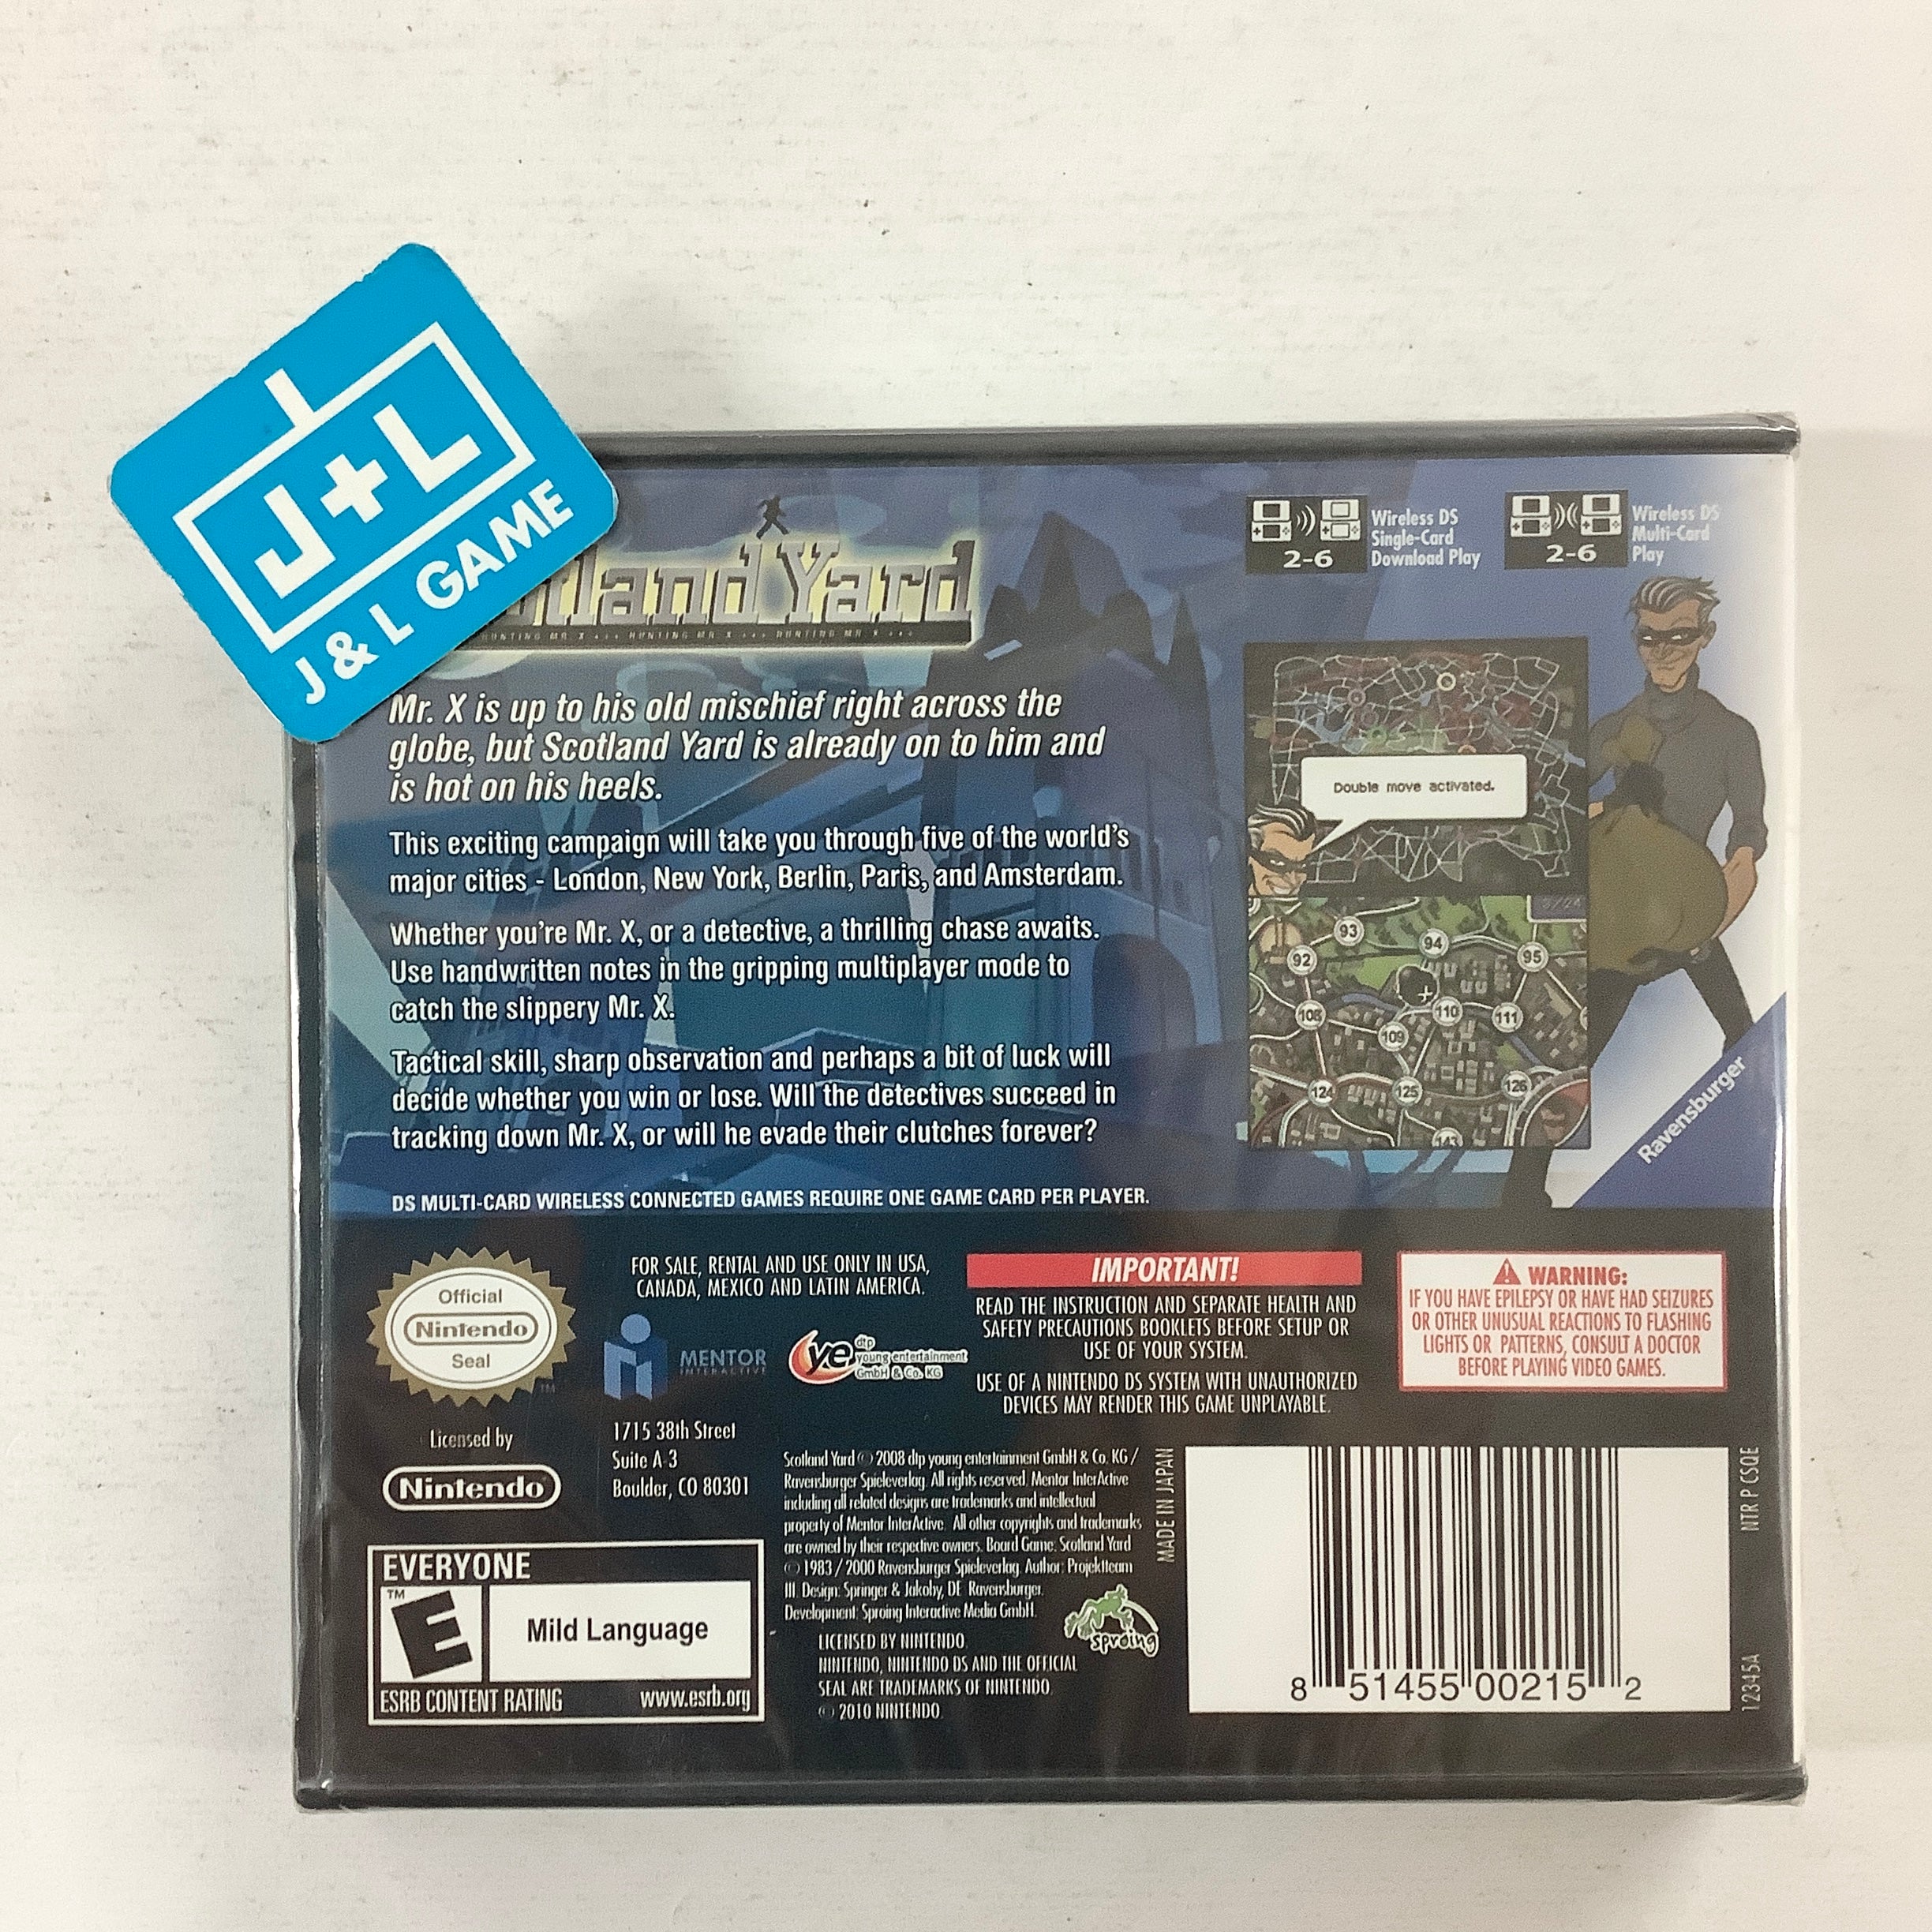 J+L
J & L GAME
tland Yard
HUNTING MR. X ... HUNTING MR. X ... HUNTING MR. X ...
2-6
Wireless DS
Single-Card
Download Play
2-6
Wireless DS
Multi-Card
Play
Mr. X is up to his old mischief right across the
globe, but Scotland Yard is already on to him and
is hot on his heels.
This exciting campaign will take you through five of the world's
major cities - London, New York, Berlin, Paris, and Amsterdam.
Whether you're Mr. X, or a detective, a thrilling chase awaits.
Use handwritten notes in the gripping multiplayer mode to
catch the slippery Mr. X.
Tactical skill, sharp observation and perhaps a bit of luck will
decide whether you win or lose. Will the detectives succeed in
tracking down Mr. X, or will he evade their clutches forever?
DS MULTI-CARD WIRELESS CONNECTED GAMES REQUIRE ONE GAME CARD PER PLAYER.
Double move activated.
3/24
93
94
92
95
108
110
111
109
124
125
126
143
Ravensburger
Official
Nintendo
Seal
TM
Licensed by
Nintendo
FOR SALE, RENTAL AND USE ONLY IN USA,
CANADA, MEXICO AND LATIN AMERICA.
MENTOR
INTERACTIVE
1715 38th Street
Suite A-3
Boulder, CO 80301
ye dtp
young entertainment
GmbH & Co. KG
IMPORTANT!
READ THE INSTRUCTION AND SEPARATE HEALTH AND
SAFETY PRECAUTIONS BOOKLETS BEFORE SETUP OR
USE OF YOUR SYSTEM.
USE OF A NINTENDO DS SYSTEM WITH UNAUTHORIZED
DEVICES MAY RENDER THIS GAME UNPLAYABLE.
WARNING:
IF YOU HAVE EPILEPSY OR HAVE HAD SEIZURES
OR OTHER UNUSUAL REACTIONS TO FLASHING
LIGHTS OR PATTERNS, CONSULT A DOCTOR
BEFORE PLAYING VIDEO GAMES.
EVERYONE
TM
E
Mild Language
ESRB CONTENT RATING www.esrb.org
Scotland Yard © 2008 dtp young entertainment GmbH & Co. KG /
Ravensburger Spieleverlag. All rights reserved. Mentor InterActive
including all related designs are trademarks and intellectual
property of Mentor InterActive. All other copyrights and trademarks
are owned by their respective owners. Board Game: Scotland Yard
© 1983 / 2000 Ravensburger Spieleverlag. Author: Projektteam
III. Design: Springer & Jakoby, DE Ravensburger.
Development: Sproing Interactive Media GmbH.
sproing
LICENSED BY NINTENDO.
NINTENDO, NINTENDO DS AND THE OFFICIAL
SEAL ARE TRADEMARKS OF NINTENDO.
© 2010 NINTENDO.
MADE IN JAPAN
8 51455 00215 2
NTR P CSQE
12345A